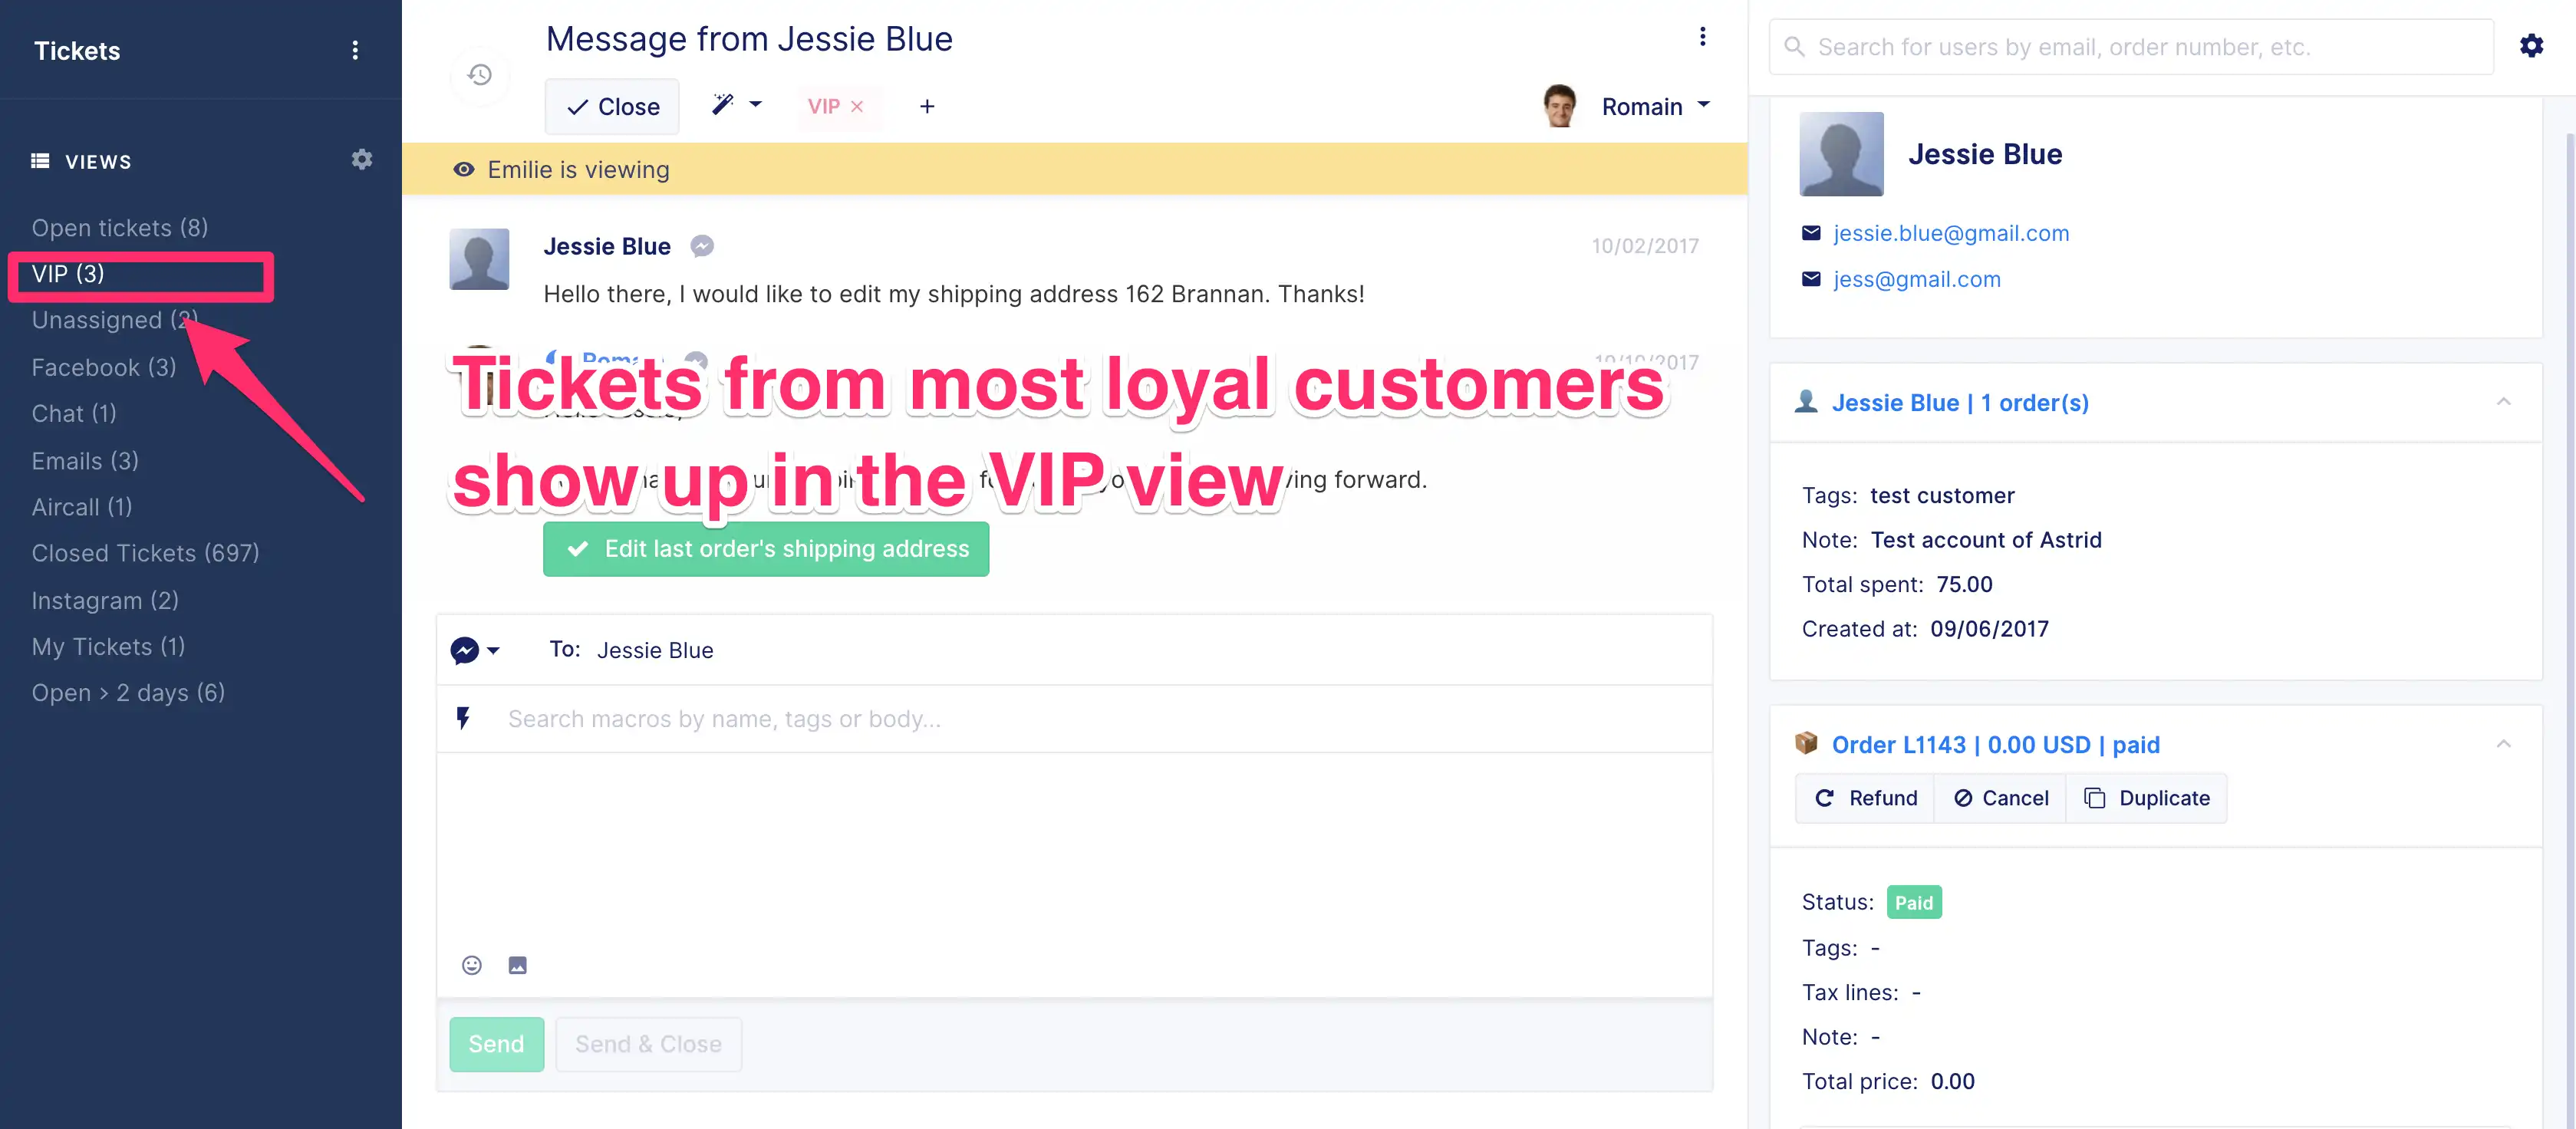 Tickets
VIEWS
Open tickets (8)
VIP (3)
Unassigned (2)
Facebook (3)
Chat (1)
Emails (3)
Aircall (1)
Closed Tickets (697)
Instagram (2)
My Tickets (1)
Open > 2 days (6)
Message from Jessie Blue
Close
VIP
Romain
Emilie is viewing
Jessie Blue
10/02/2017
Hello there, I would like to edit my shipping address 162 Brannan. Thanks!
10/10/2017
Tickets from most loyal customers
show up in the VIP view
forward.
Edit last order's shipping address
To: Jessie Blue
Search macros by name, tags or body...
Send
Send & Close
Search for users by email, order number, etc.
Jessie Blue
jessie.blue@gmail.com
jess@gmail.com
Jessie Blue | 1 order(s)
Tags: test customer
Note: Test account of Astrid
Total spent: 75.00
Created at: 09/06/2017
Order L1143 | 0.00 USD | paid
Refund
Cancel
Duplicate
Status: Paid
Tags: -
Tax lines: -
Note: -
Total price: 0.00